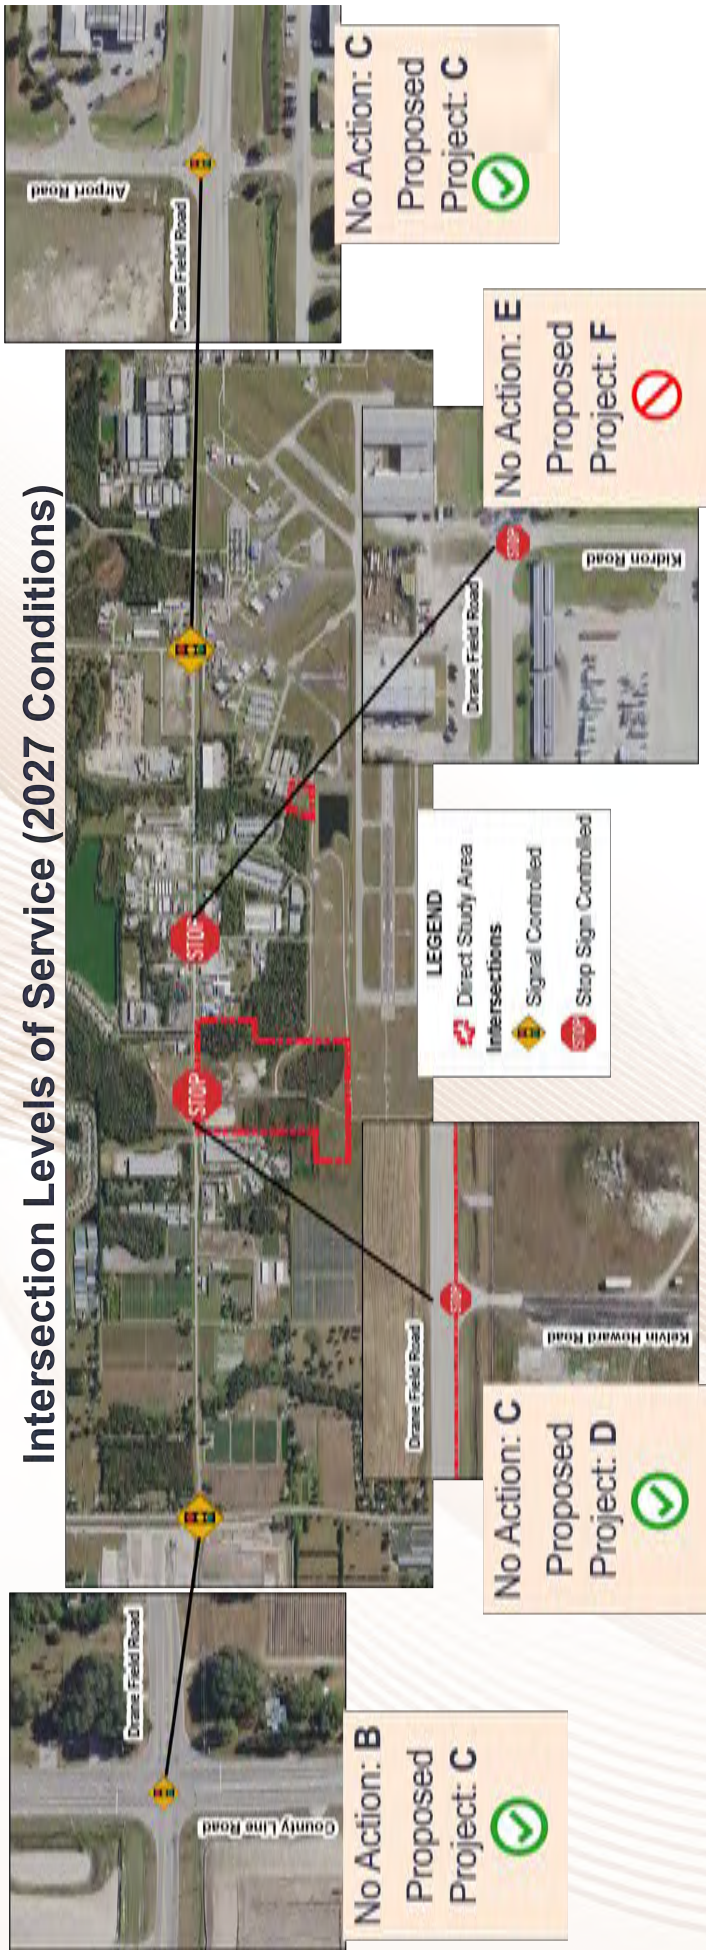 Intersection Levels of Service (2027 Conditions)
Drane Field Road
County Line Road
No Action: B
Proposed
Project: C
Drane Field Road
STOP
Kelvin Howard Road
No Action: C
Proposed
Project: D
STOP
STOP
LEGEND
Direct Study Area
Intersections
Signal Controlled
STOP
Stop Sign Controlled
Drane Field Road
STOP
Kidron Road
No Action: E
Proposed
Project: F
Airport Road
Drane Field Road
No Action: C
Proposed
Project: C